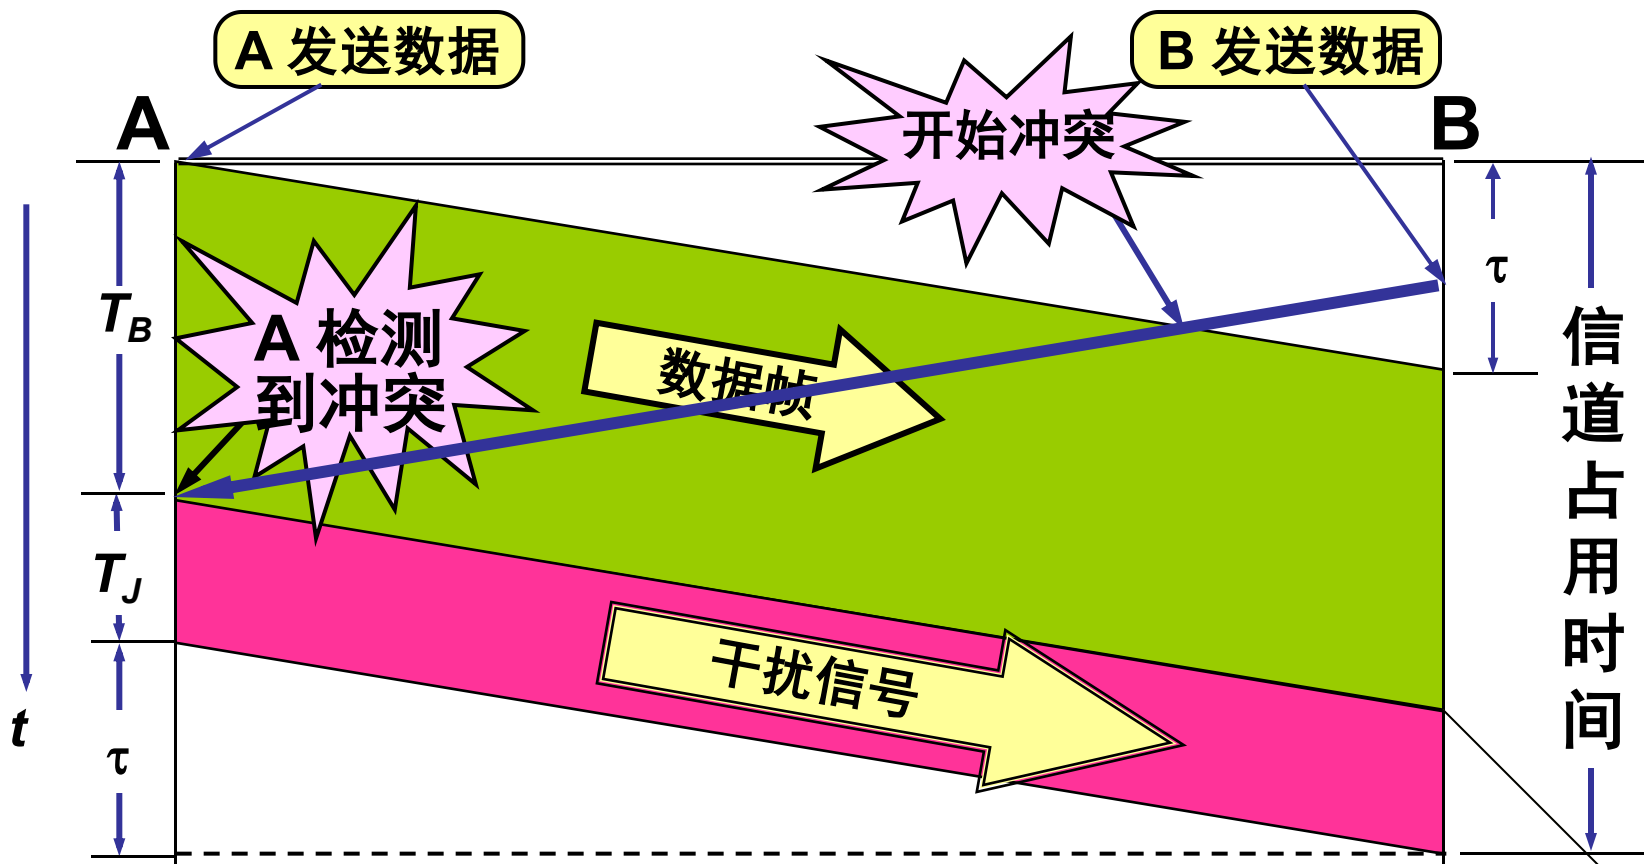 A 发送数据
B 发送数据
A
B
开始冲突
τ
T_B
A 检测
到冲突
数据帧
信
道
占
用
时
间
T_J
干扰信号
t
τ